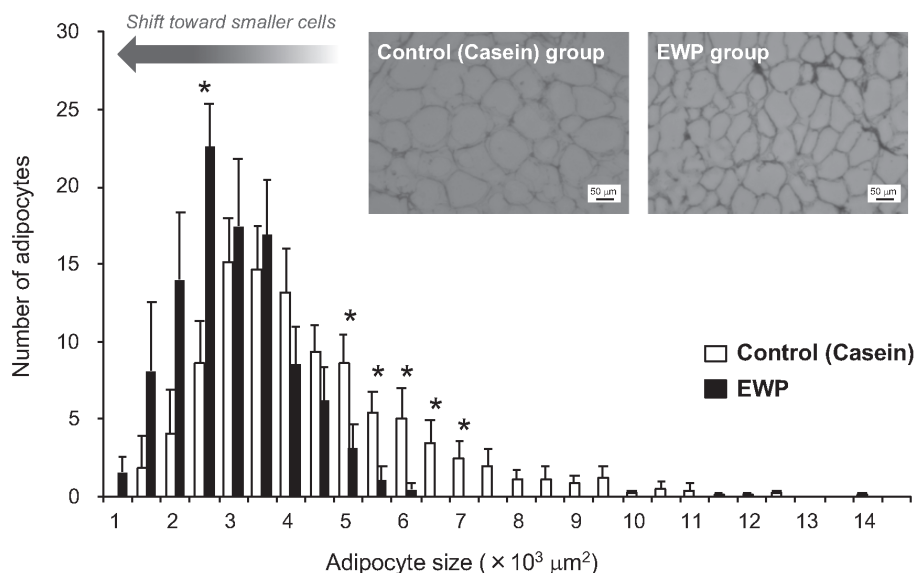 Shift toward smaller cells
Control (Casein) group
EWP group
50 μm
50 μm
30
25
20
15
10
5
0
Number of adipocytes
*
*
*
*
*
*
Control (Casein)
EWP
1 2 3 4 5 6 7 8 9 10 11 12 13 14
Adipocyte size ( × 10³ μm²)